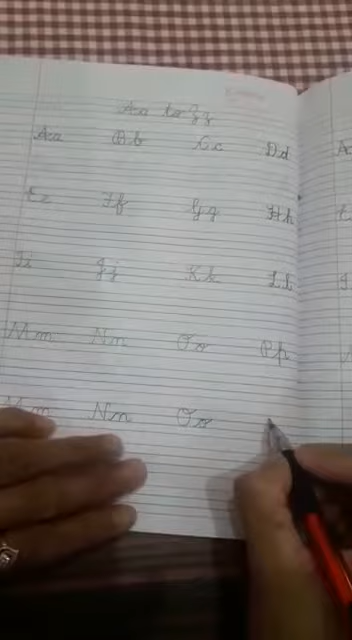 Aa to Zz
Aa Bb Cc Dd
Ee Ff Gg Hh
Ii Jj Kk Ll
Mm Nn Oo Pp
Mm Nn Oo